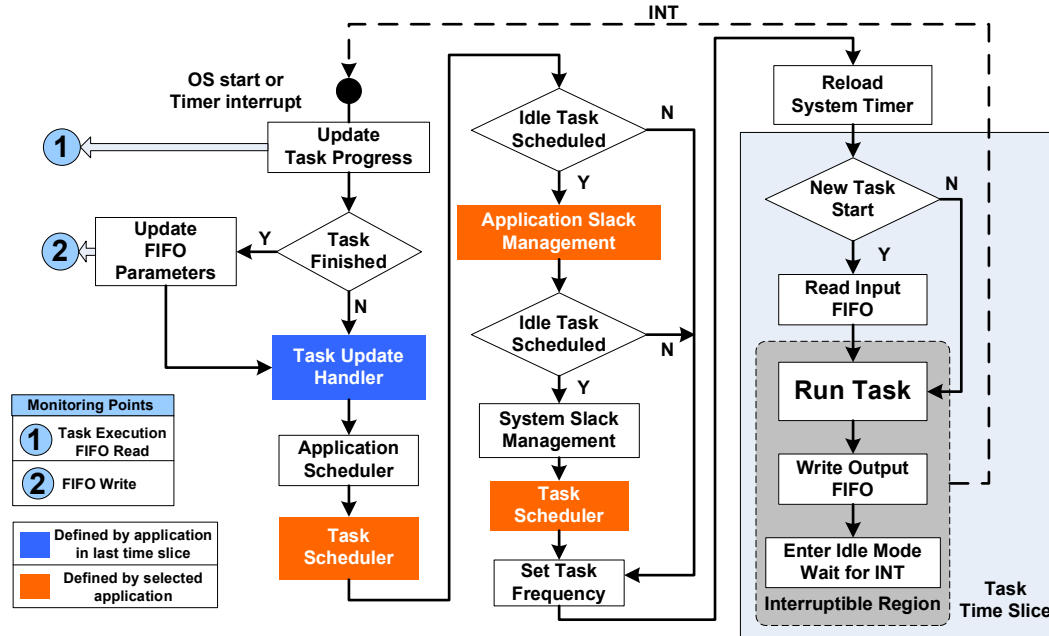 INT
OS start or
Timer interrupt
Update
Task Progress
1
Task
Finished
Y
N
Update
FIFO
Parameters
2
Task Update
Handler
Application
Scheduler
Task
Scheduler
Monitoring Points
1
Task Execution
FIFO Read
2
FIFO Write
Defined by application
in last time slice
Defined by selected
application
Idle Task
Scheduled
N
Y
Application Slack
Management
Idle Task
Scheduled
N
Y
System Slack
Management
Task
Scheduler
Set Task
Frequency
Reload
System Timer
New Task
Start
N
Y
Read Input
FIFO
Run Task
Write Output
FIFO
Enter Idle Mode
Wait for INT
Interruptible Region
Task
Time Slice